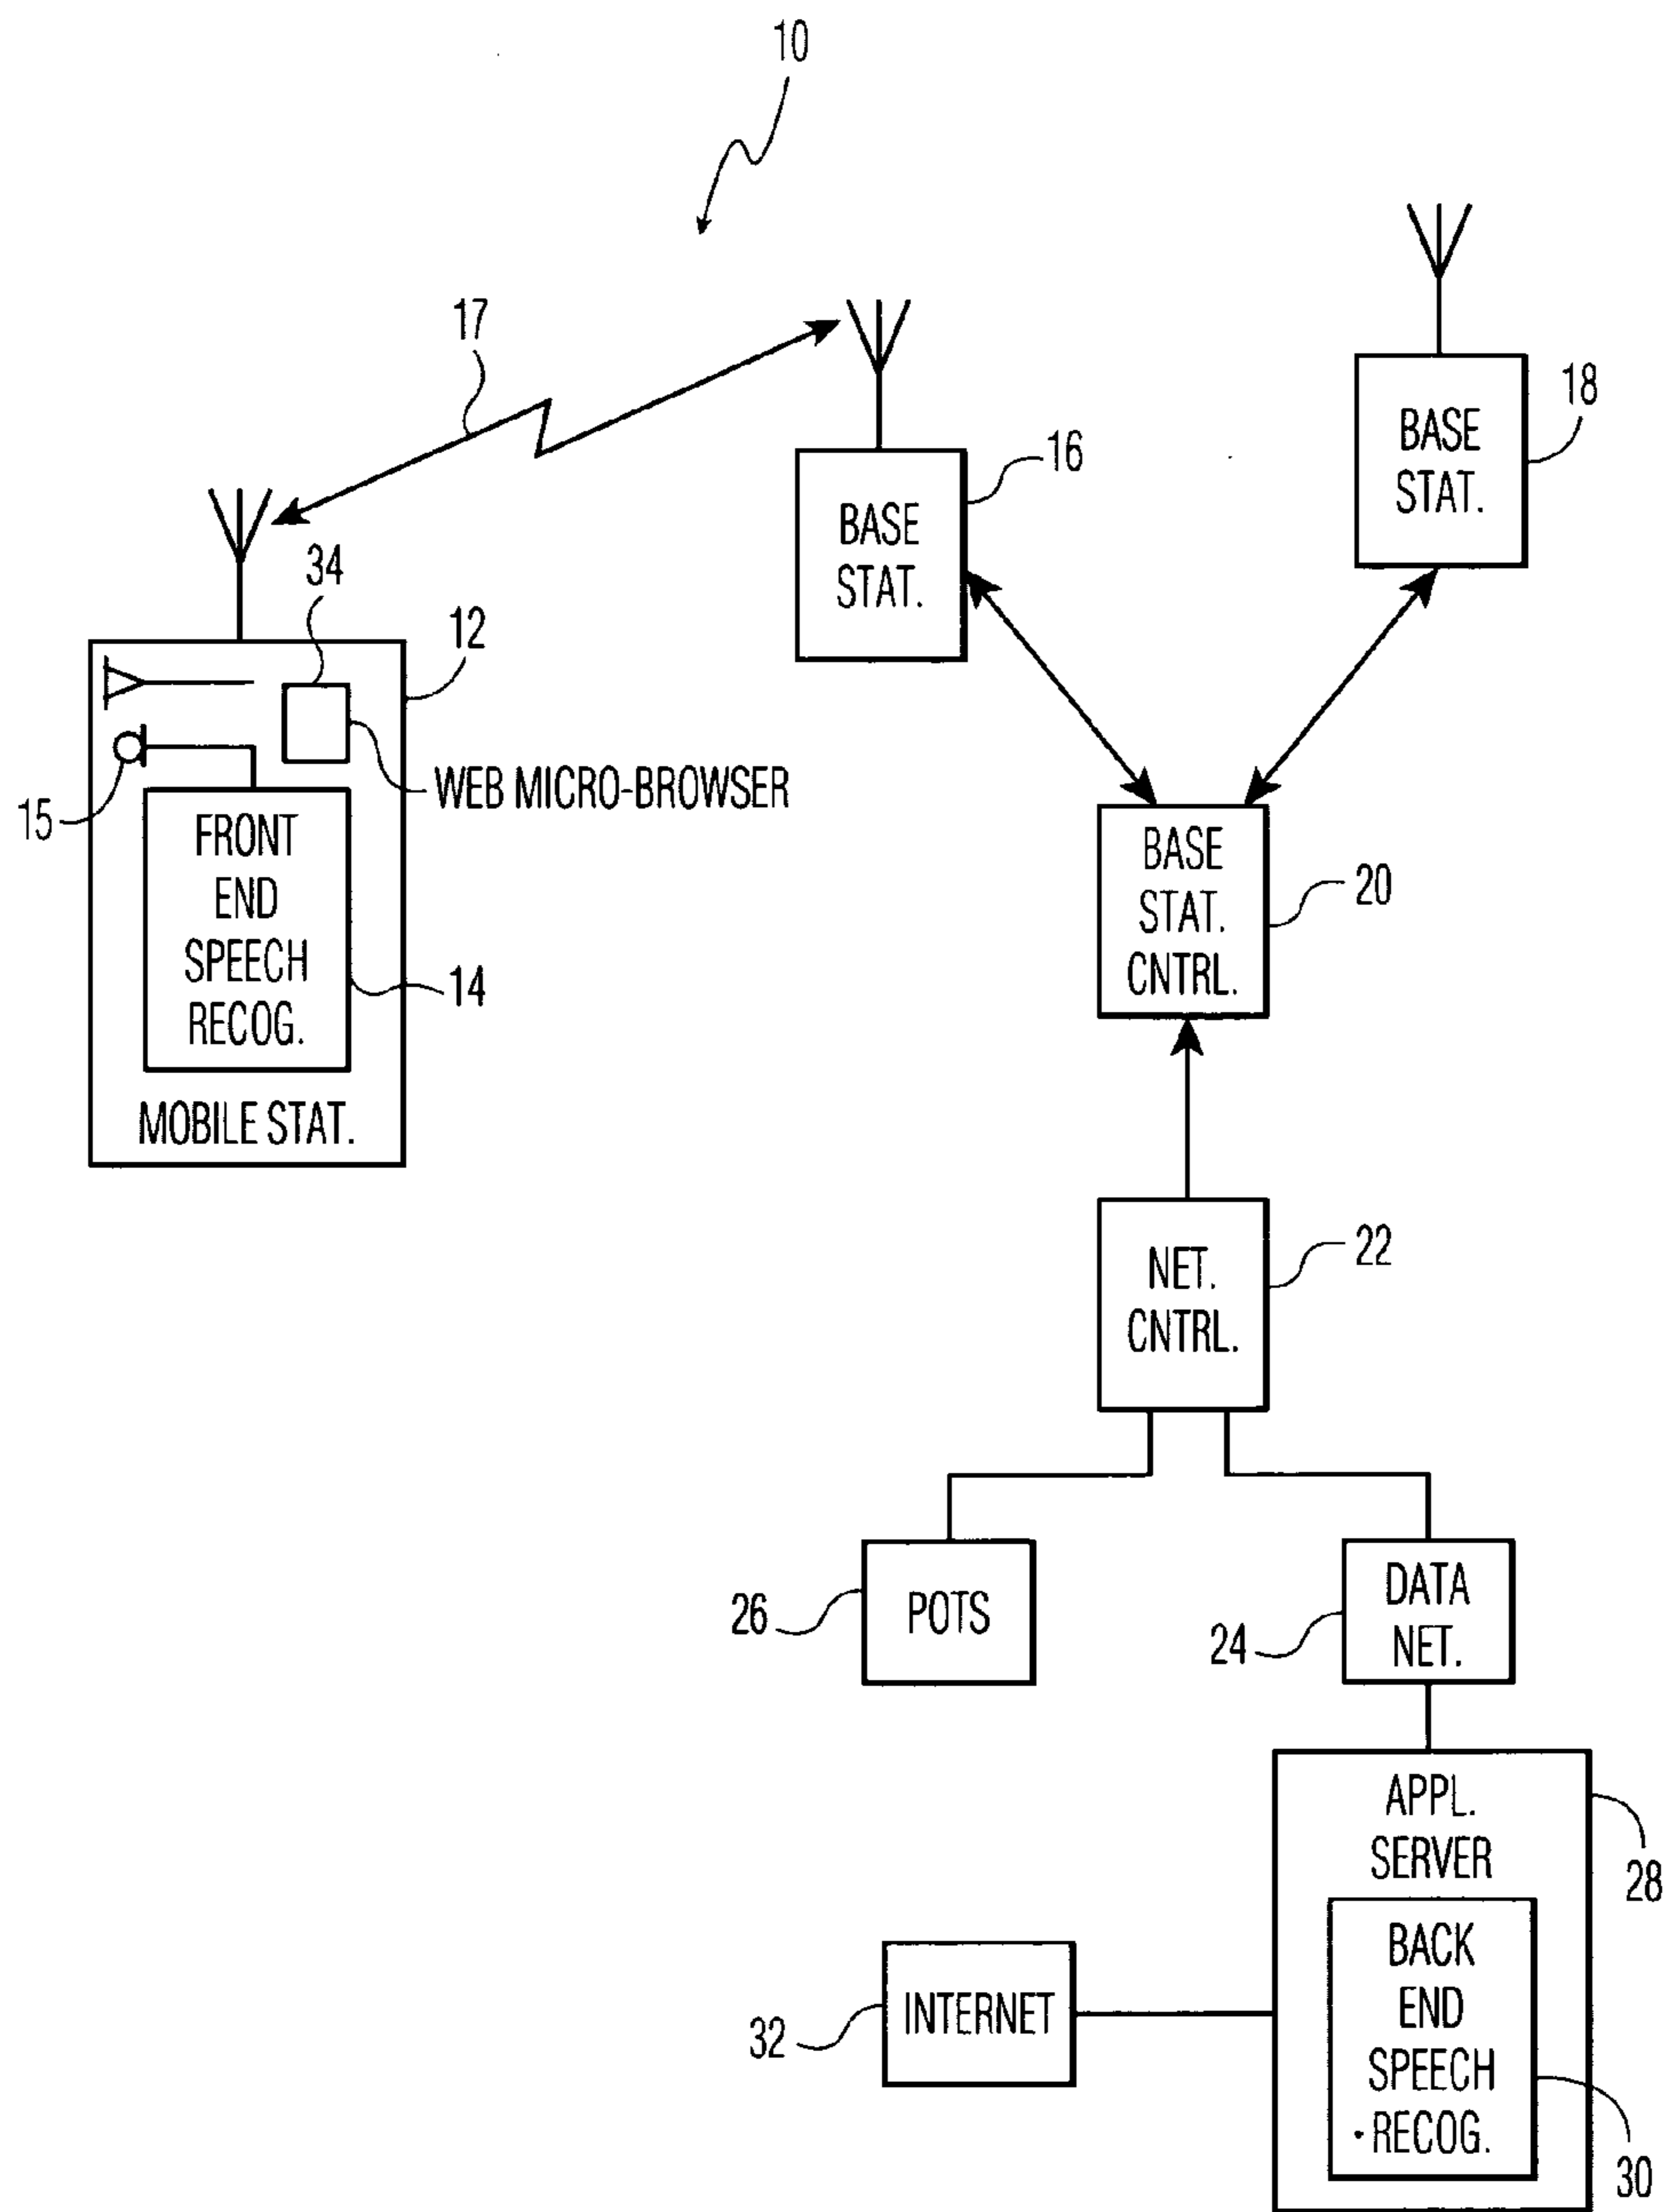 10
17
18
BASE
STAT.
16
BASE
STAT.
34
12
WEB MICRO-BROWSER
15
FRONT
END
SPEECH
RECOG.
14
MOBILE STAT.
BASE
STAT.
CNTRL.
20
NET.
CNTRL.
22
26
POTS
24
DATA
NET.
APPL.
SERVER
28
32
INTERNET
BACK
END
SPEECH
RECOG.
30